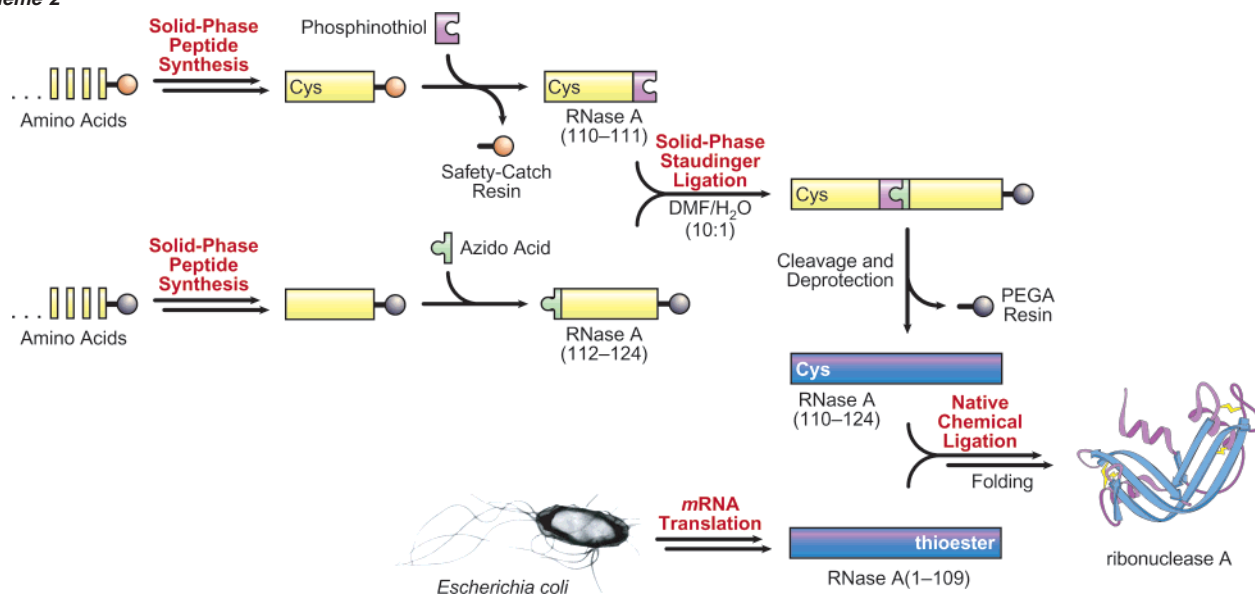 Solid-Phase
Peptide
Synthesis
. . .
Amino Acids
Cys
Phosphinothiol
Safety-Catch
Resin
Cys
RNase A
(110–111)
Solid-Phase
Staudinger
Ligation
DMF/H₂O
(10:1)
Cys
Solid-Phase
Peptide
Synthesis
. . .
Amino Acids
Azido Acid
RNase A
(112–124)
Cleavage and
Deprotection
PEGA
Resin
Cys
RNase A
(110–124)
Native
Chemical
Ligation
Folding
Escherichia coli
mRNA
Translation
thioester
RNase A(1–109)
ribonuclease A